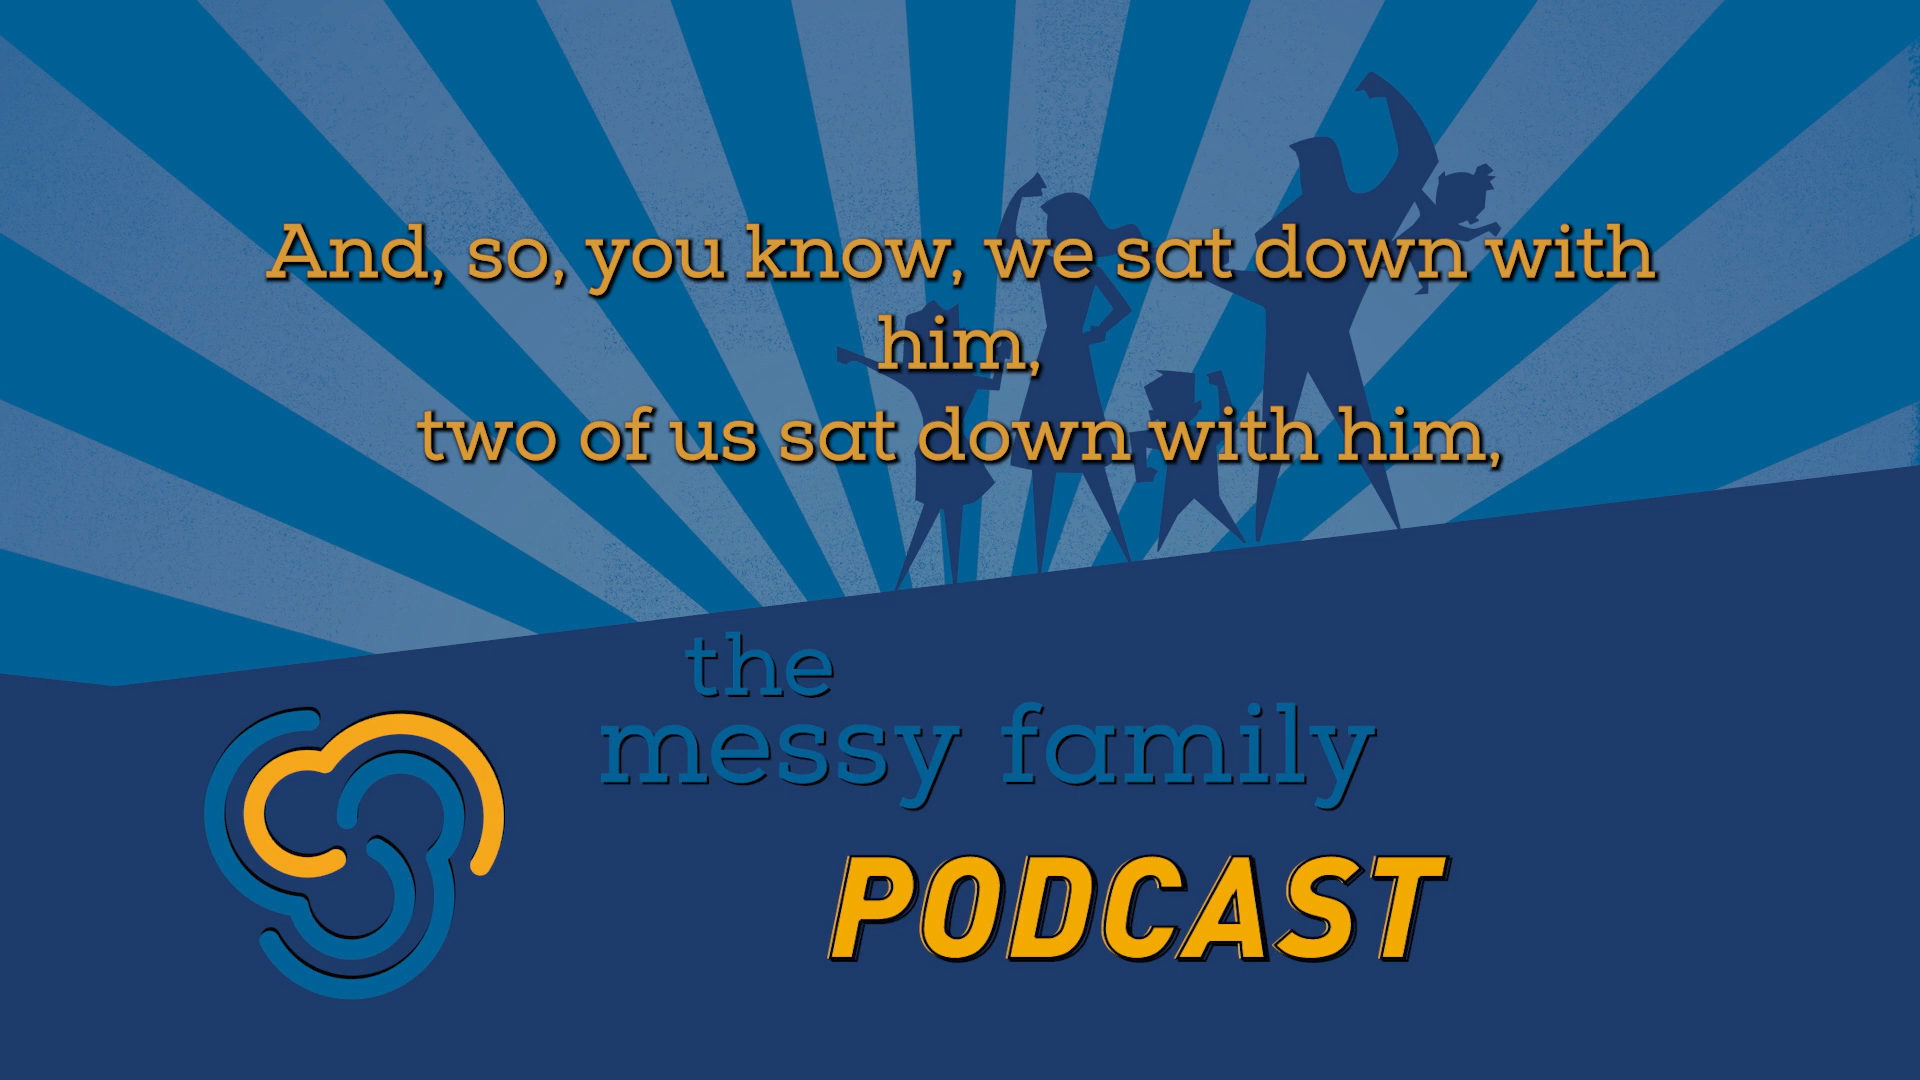 And, so, you know, we sat down with
him,
two of us sat down with him,
the
messy family
PODCAST